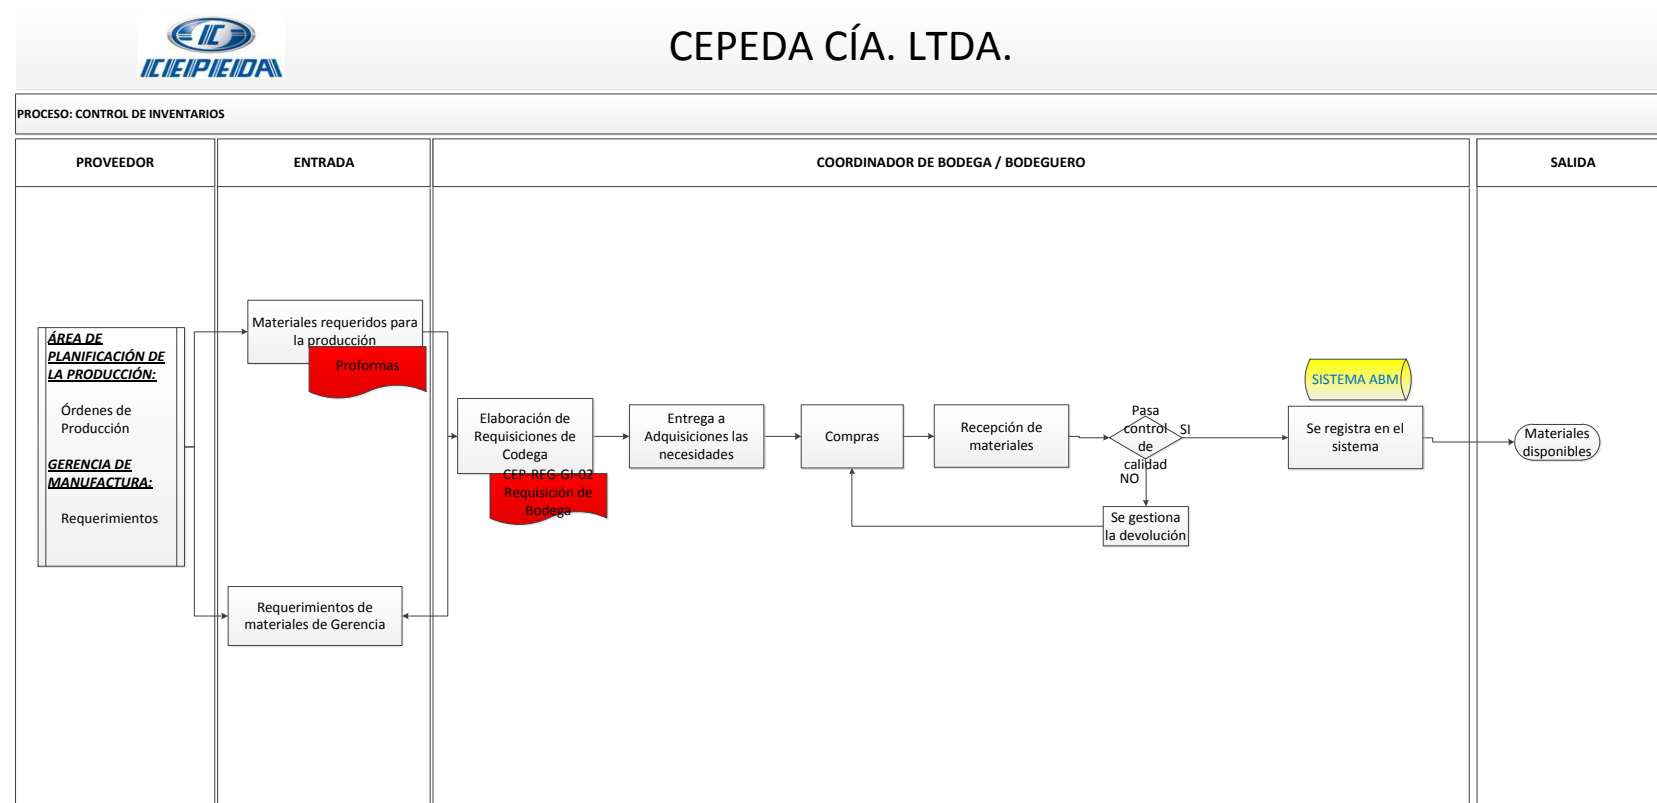 IC
CEPEDA
CEPEDA CÍA. LTDA.
PROCESO: CONTROL DE INVENTARIOS
PROVEEDOR
ENTRADA
COORDINADOR DE BODEGA / BODEGUERO
SALIDA
ÁREA DE
PLANIFICACIÓN DE
LA PRODUCCIÓN:
Órdenes de
Producción
GERENCIA DE
MANUFACTURA:
Requerimientos
Materiales requeridos para
la producción
Proformas
Requerimientos de
materiales de Gerencia
Elaboración de
Requisiciones de
Codega
CEP-REG-GI-02
Requisición de
Bodega
Entrega a
Adquisiciones las
necesidades
Compras
Recepción de
materiales
Pasa
control
de
calidad
SI
NO
Se gestiona
la devolución
SISTEMA ABM
Se registra en el
sistema
Materiales
disponibles